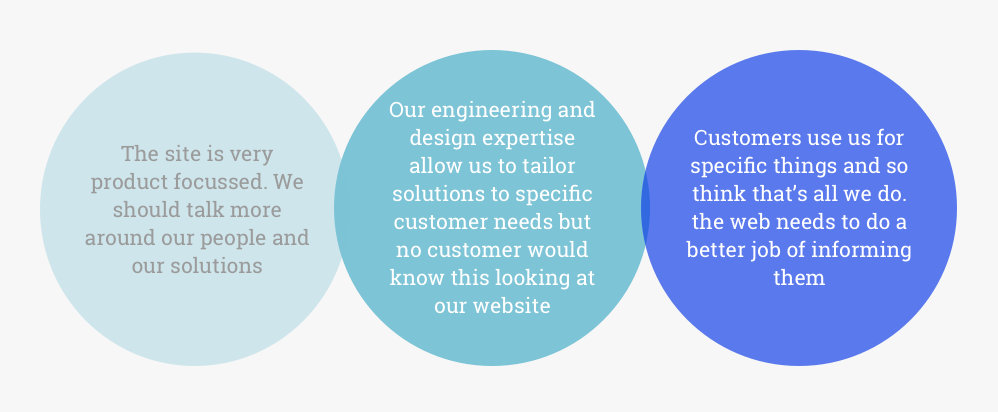 The site is very
product focussed. We
should talk more
around our people and
our solutions
Our engineering and
design expertise
allow us to tailor
solutions to specific
customer needs but
no customer would
know this looking at
our website
Customers use us for
specific things and so
think that’s all we do.
the web needs to do a
better job of informing
them